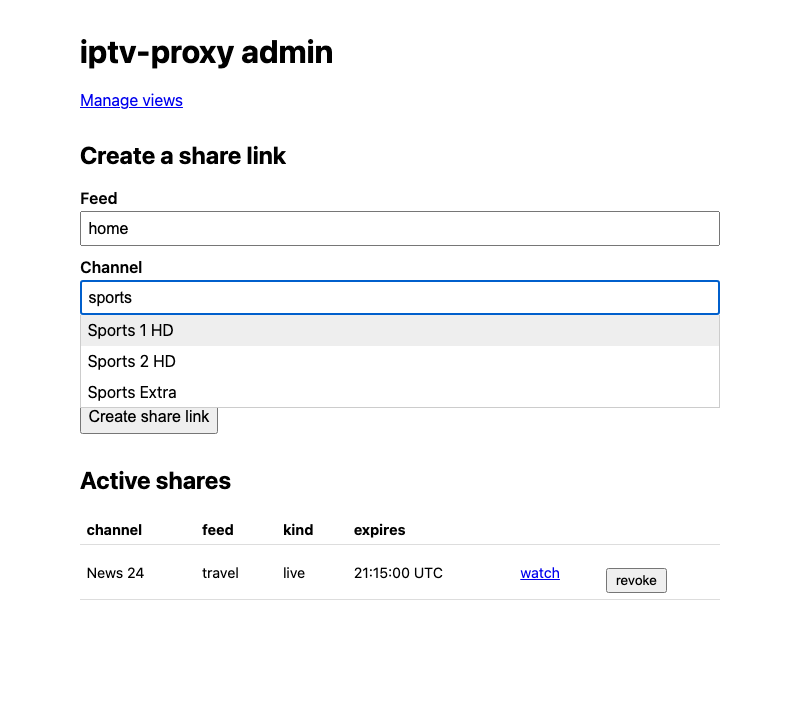 iptv-proxy admin
Manage views
Create a share link
Feed
home
Channel
sports
Sports 1 HD
Sports 2 HD
Sports Extra
Create share link
Active shares
channel feed kind expires
News 24 travel live 21:15:00 UTC watch revoke